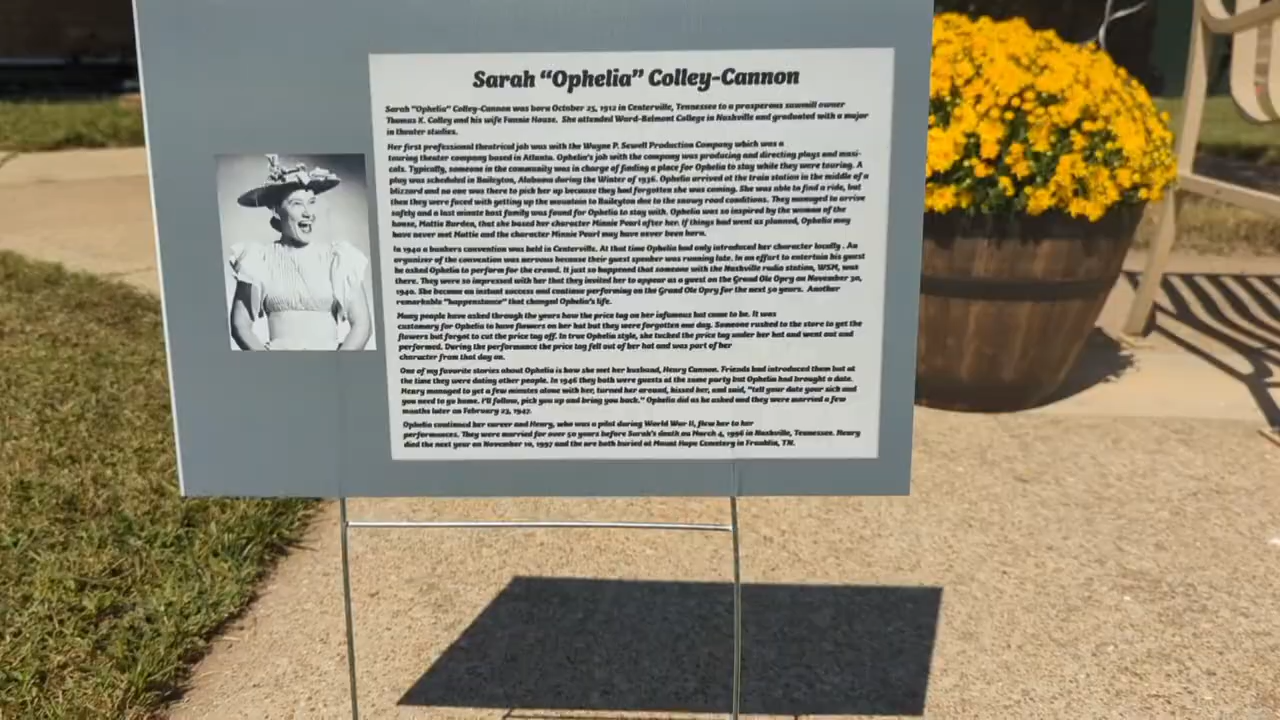 Sarah “Ophelia” Colley-Cannon
Sarah "Ophelia" Colley-Cannon was born October 25, 1912 in Centerville, Tennessee to a prosperous sawmill owner
Thomas K. Colley and his wife Fannie House. She attended Ward-Belmont College in Nashville and graduated with a major
in theater studies.
Her first professional theatrical job was with the Wayne P. Sewell Production Company which was a
touring theater company based in Atlanta. Ophelia's job with the company was producing and directing plays and musi-
cals. Typically, someone in the community was in charge of finding a place for Ophelia to stay while they were touring. A
play was scheduled in Baileyton, Alabama during the Winter of 1936. Ophelia arrived at the train station in the middle of a
blizzard and no one was there to pick her up because they had forgotten she was coming. She was able to find a ride, but
then they were faced with getting up the mountain to Baileyton due to the snowy road conditions. They managed to arrive
safely and a last minute host family was found for Ophelia to stay with. Ophelia was so inspired by the woman of the
house, Mattie Burden, that she based her character Minnie Pearl after her. If things had went as planned, Ophelia may
have never met Mattie and the character Minnie Pearl may have never been born.
In 1940 a bankers convention was held in Centerville. At that time Ophelia had only introduced her character locally . An
organizer of the convention was nervous because their guest speaker was running late. In an effort to entertain his guest
he asked Ophelia to perform for the crowd. It just so happened that someone with the Nashville radio station, WSM, was
there. They were so impressed with her that they invited her to appear as a guest on the Grand Ole Opry on November 30,
1940. She became an instant success and continue performing on the Grand Ole Opry for the next 50 years. Another
remarkable "happenstance" that changed Ophelia's life.
Many people have asked through the years how the price tag on her infamous hat came to be. It was
customary for Ophelia to have flowers on her hat but they were forgotten one day. Someone rushed to the store to get the
flowers but forgot to cut the price tag off. In true Ophelia style, she tucked the price tag under her hat and went out and
performed. During the performance the price tag fell out of her hat and was part of her
character from that day on.
One of my favorite stories about Ophelia is how she met her husband, Henry Cannon. Friends had introduced them but at
the time they were dating other people. In 1946 they both were guests at the same party but Ophelia had brought a date.
Henry managed to get a few minutes alone with her, turned her around, kissed her, and said, "tell your date your sick and
you need to go home. I'll follow, pick you up and bring you back." Ophelia did as he asked and they were married a few
months later on February 23, 1947.
Ophelia continued her career and Henry, who was a pilot during World War II, flew her to her
performances. They were married for over 50 years before Sarah's death on March 4, 1996 in Nashville, Tennessee. Henry
died the next year on November 10, 1997 and the are both buried at Mount Hope Cemetery in Franklin, TN.